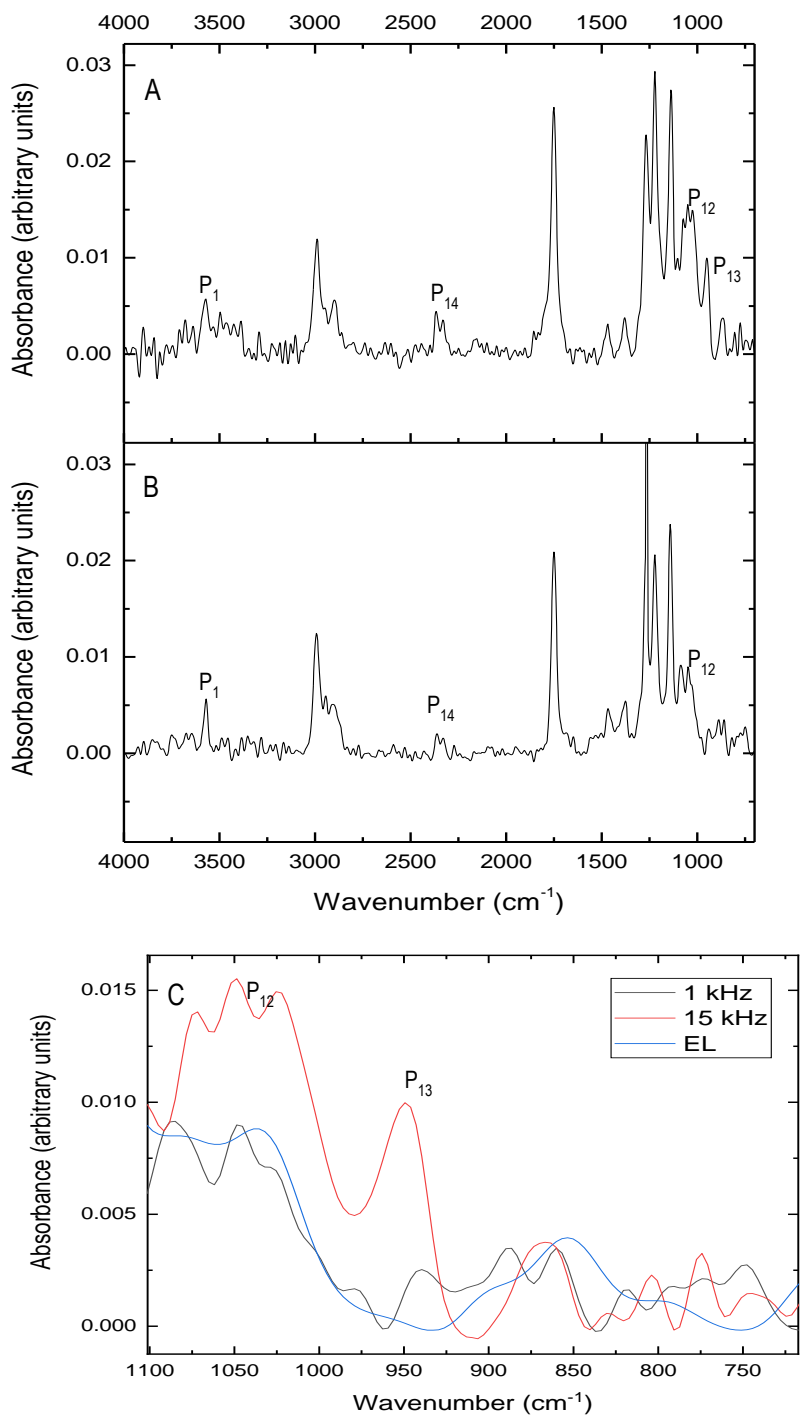 4000 3500 3000 2500 2000 1500 1000
A
Absorbance (arbitrary units)
0.03
0.02
0.01
0.00
P1
P14
P12
P13
B
Absorbance (arbitrary units)
0.03
0.02
0.01
0.00
P1
P14
P12
4000 3500 3000 2500 2000 1500 1000
Wavenumber (cm-1)
C
Absorbance (arbitrary units)
0.015
0.010
0.005
0.000
P12
P13
1 kHz
15 kHz
EL
1100 1050 1000 950 900 850 800 750
Wavenumber (cm-1)